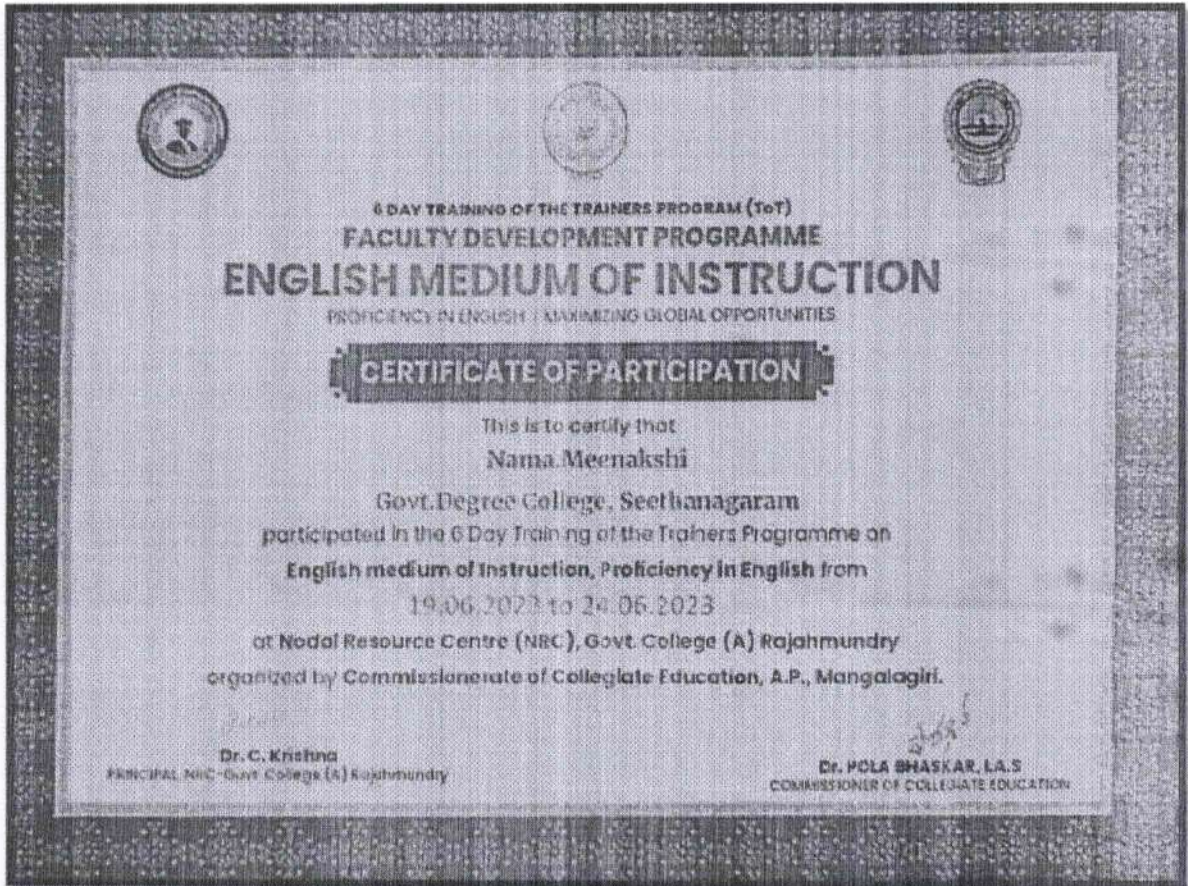 6 DAY TRAINING OF THE TRAINERS PROGRAM (ToT)
FACULTY DEVELOPMENT PROGRAMME
ENGLISH MEDIUM OF INSTRUCTION
PROFICIENCY IN ENGLISH | MAXIMIZING GLOBAL OPPORTUNITIES
CERTIFICATE OF PARTICIPATION
This is to certify that
Nama.Meenakshi
Govt.Degree College, Seethanagaram
participated in the 6 Day Training of the Trainers Programme on
English medium of Instruction, Proficiency in English from
19.06.2023 to 24.06.2023
at Nodal Resource Centre (NRC), Govt. College (A) Rajahmundry
organized by Commissionerate of Collegiate Education, A.P., Mangalagiri.
Dr. C. Krishna
PRINCIPAL NRC-Govt College (A) Rajahmundry
Dr. POLA BHASKAR, I.A.S
COMMISSIONER OF COLLEGIATE EDUCATION